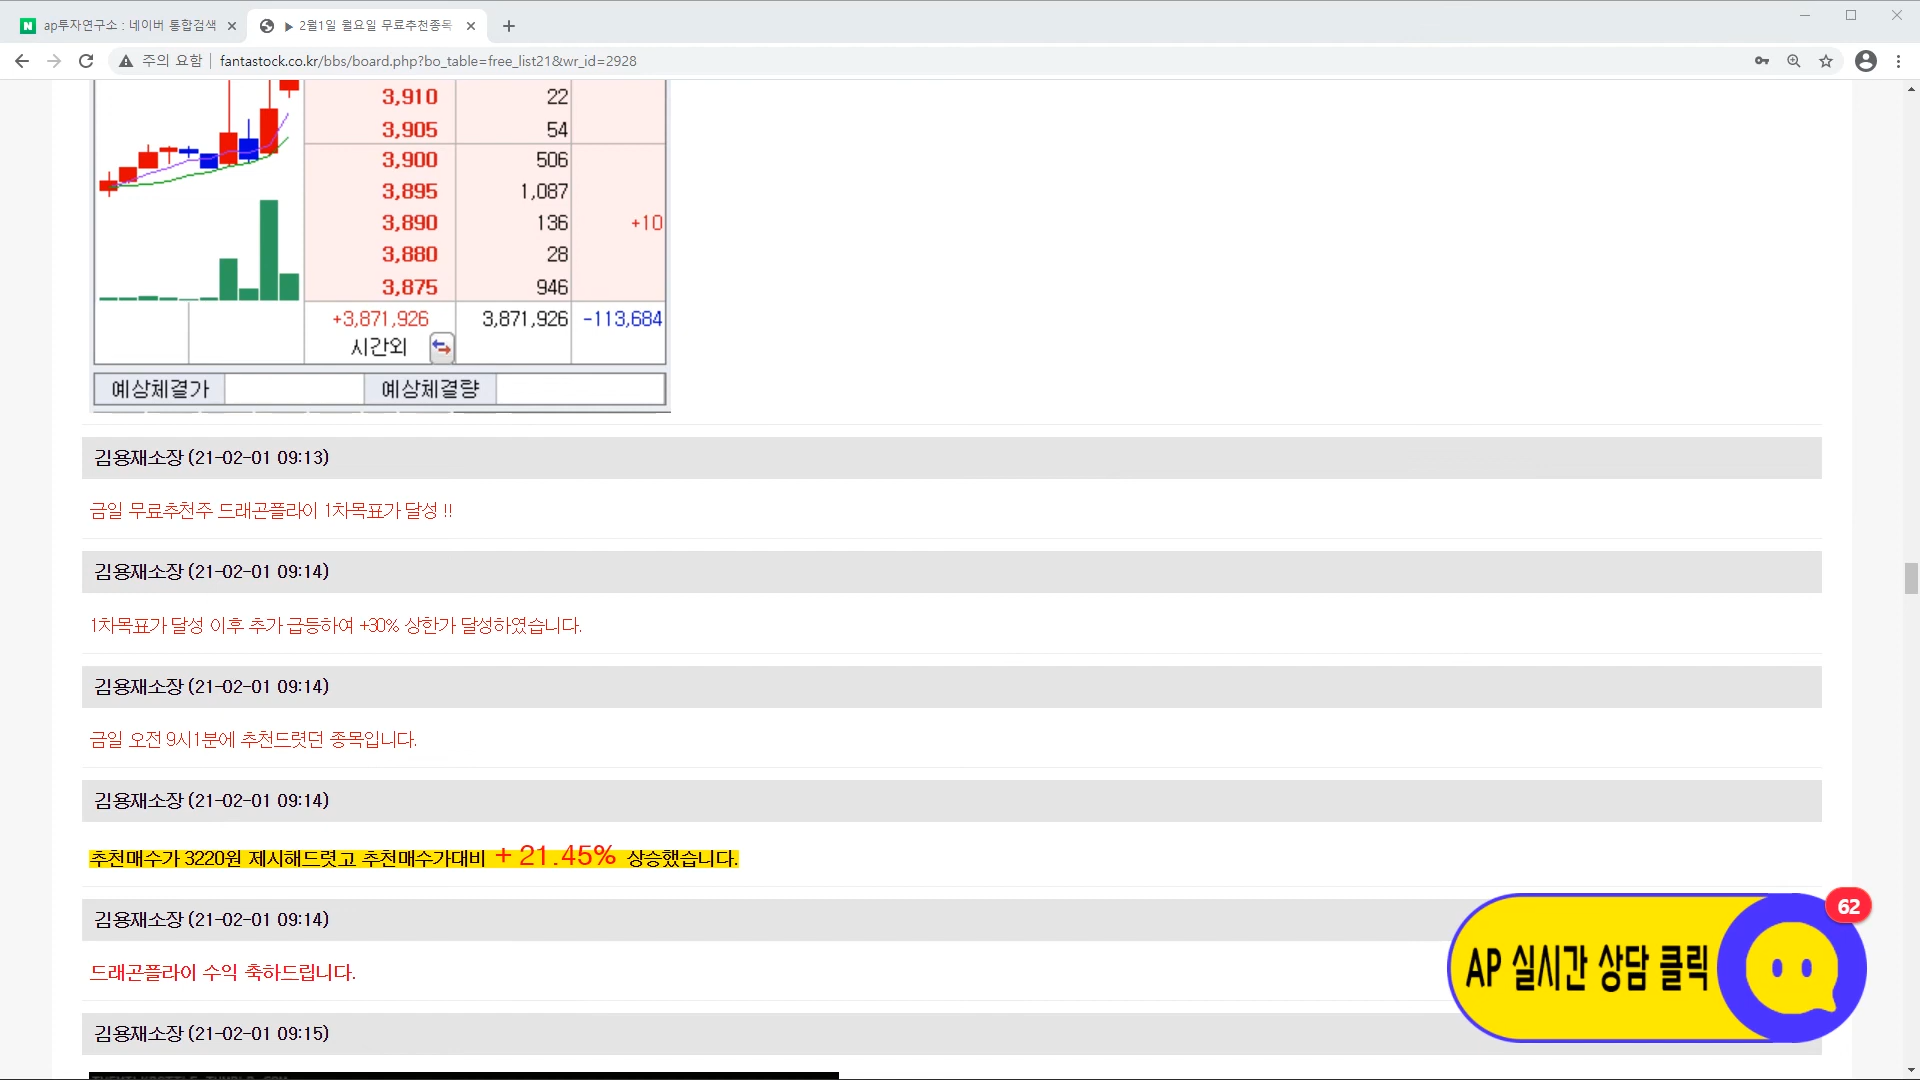 ap투자연구소 : 네이버 통합검색
▶ 2월1일 월요일 무료추천종목
주의 요함 | fantastock.co.kr/bbs/board.php?bo_table=free_list21&wr_id=2928
3,910 22
3,905 54
3,900 506
3,895 1,087
3,890 136 +10
3,880 28
3,875 946
+3,871,926 3,871,926 -113,684
시간외
예상체결가 예상체결량
김용재소장 (21-02-01 09:13)
금일 무료추천주 드래곤플라이 1차목표가 달성 !!
김용재소장 (21-02-01 09:14)
1차목표가 달성 이후 추가 급등하여 +30% 상한가 달성하였습니다.
김용재소장 (21-02-01 09:14)
금일 오전 9시1분에 추천드렷던 종목입니다.
김용재소장 (21-02-01 09:14)
추천매수가 3220원 제시해드렷고 추천매수가대비 + 21.45% 상승했습니다.
김용재소장 (21-02-01 09:14)
드래곤플라이 수익 축하드립니다.
김용재소장 (21-02-01 09:15)
62
AP 실시간 상담 클릭